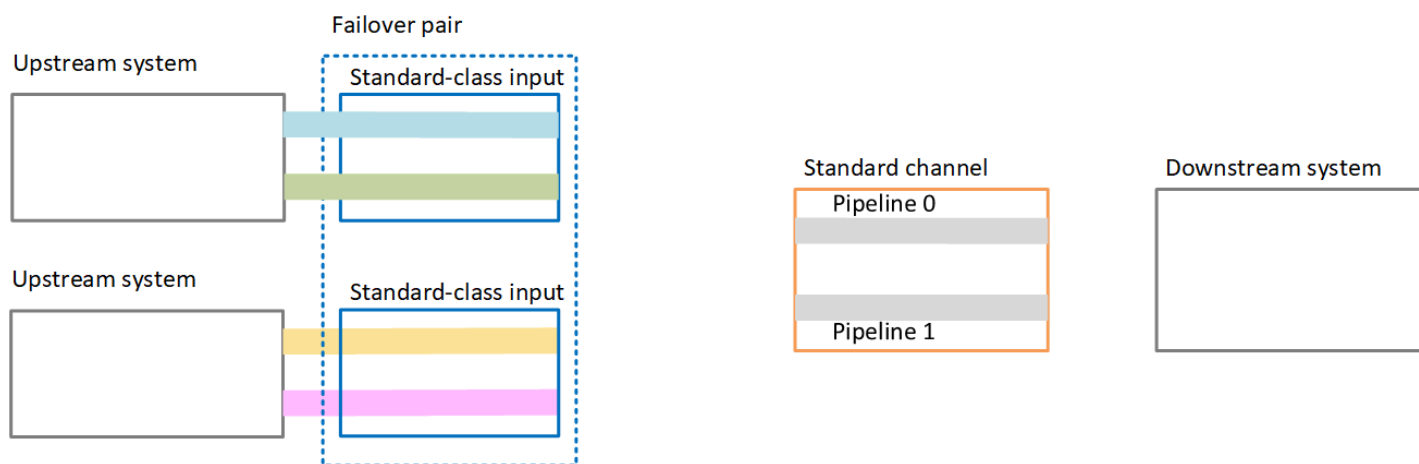 Failover pair
Upstream system
Standard-class input
Standard channel
Downstream system
Pipeline 0
Upstream system
Standard-class input
Pipeline 1